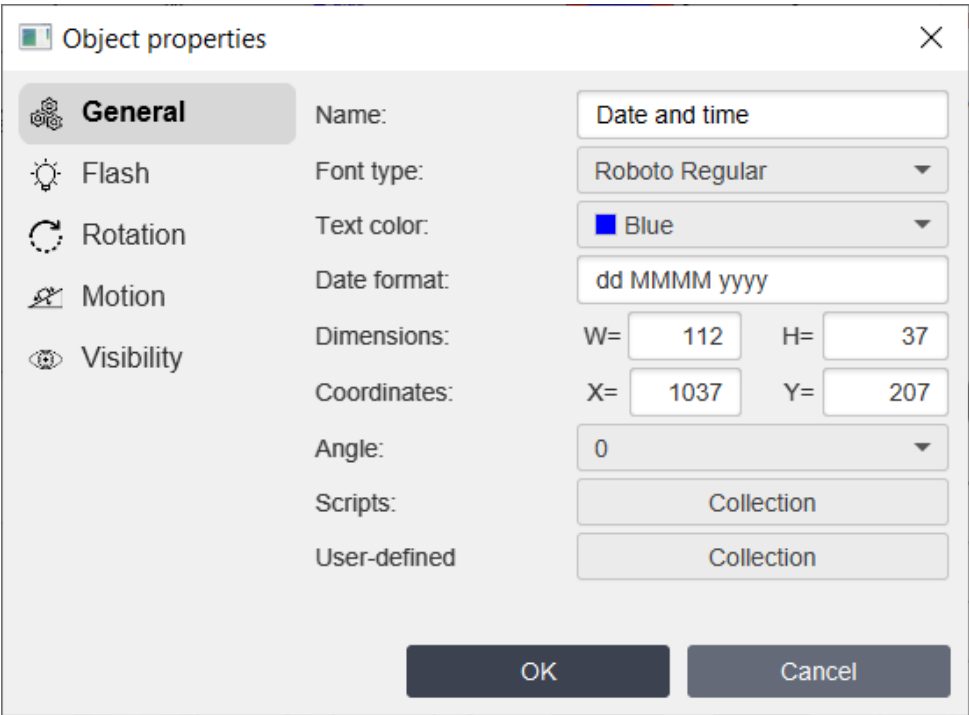 Object properties
General
Flash
Rotation
Motion
Visibility
Name: Date and time
Font type: Roboto Regular
Text color: Blue
Date format: dd MMMM yyyy
Dimensions: W= 112 H= 37
Coordinates: X= 1037 Y= 207
Angle: 0
Scripts: Collection
User-defined Collection
OK Cancel